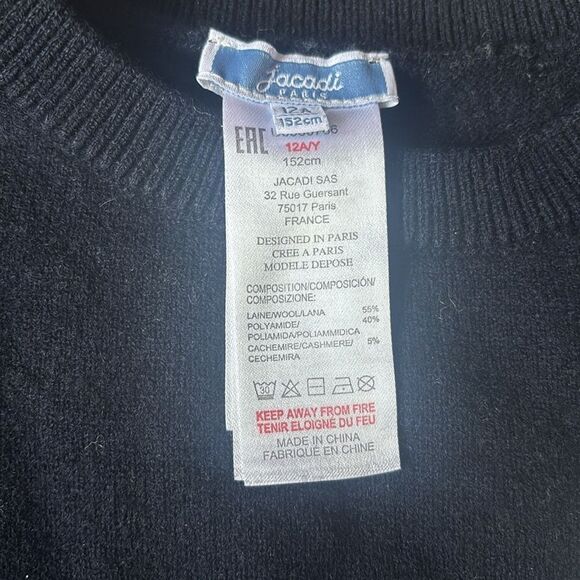 jacadi
PARIS
12A
152cm
EAC
12A/Y
152cm
JACADI SAS
32 Rue Guersant
75017 Paris
FRANCE
DESIGNED IN PARIS
CREE A PARIS
MODELE DEPOSE
COMPOSITION/COMPOSICIÓN/
COMPOSIZIONE:
LAINE/WOOL/LANA 55%
POLYAMIDE/ 40%
POLIAMIDA/POLIAMMIDICA
CACHEMIRE/CASHMERE/ 5%
CECHEMIRA
30
KEEP AWAY FROM FIRE
TENIR ELOIGNÉ DU FEU
MADE IN CHINA
FABRIQUÉ EN CHINE